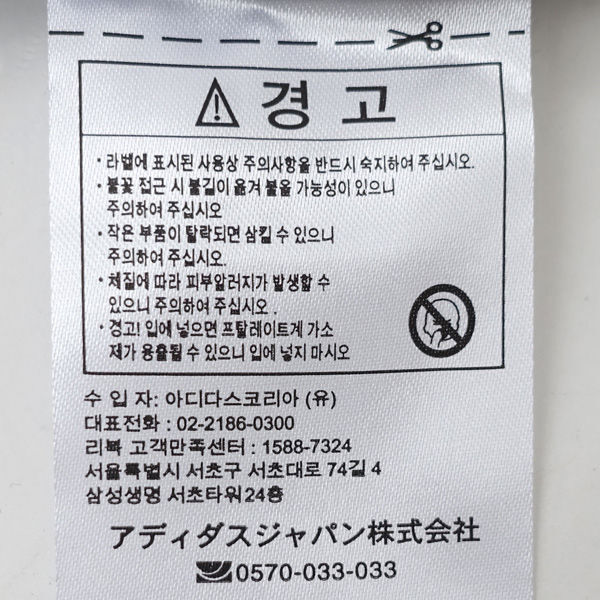 경 고
· 라벨에 표시된 사용상 주의사항을 반드시 숙지하여 주십시오.
· 불꽃 접근 시 불길이 옮겨 붙을 가능성이 있으니
주의하여 주십시오
· 작은 부품이 탈락되면 삼킬 수 있으니
주의하여 주십시오.
· 체질에 따라 피부알러지가 발생할 수
있으니 주의하여 주십시오 .
· 경고! 입에 넣으면 프탈레이트계 가소
제가 용출될 수 있으니 입에 넣지 마시오
수 입 자: 아디다스코리아 (유)
대표전화 : 02-2186-0300
리복 고객만족센터 : 1588-7324
서울특별시 서초구 서초대로 74길 4
삼성생명 서초타워24층
アディダスジャパン株式会社
0570-033-033